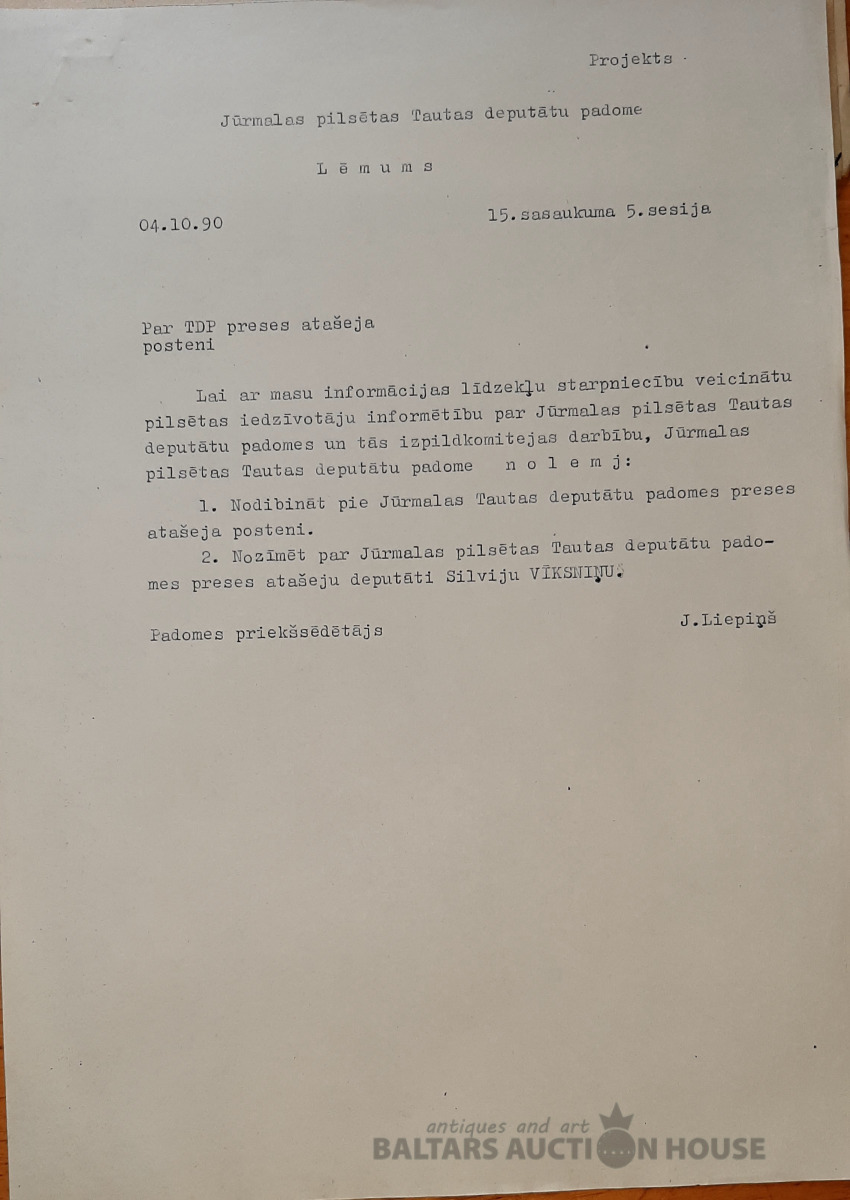 Projekts
Jūrmalas pilsētas Tautas deputātu padome
L ē m u m s
04.10.90
15.sasaukuma 5.sesija
Par TDP preses atašeja
posteni
Lai ar masu informācijas līdzekļu starpniecību veicinātu
pilsētas iedzīvotāju informētību par Jūrmalas pilsētas Tautas
deputātu padomes un tās izpildkomitejas darbību, Jūrmalas
pilsētas Tautas deputātu padome n o l e m j:
1. Nodibināt pie Jūrmalas Tautas deputātu padomes preses
atašeja posteni.
2. Nozīmēt par Jūrmalas pilsētas Tautas deputātu pado-
mes preses atašeju deputāti Silviju VĪKSNIŅU.
Padomes priekšsēdētājs
J.Liepiņš
antiques and art
BALTARS AUCTION HOUSE